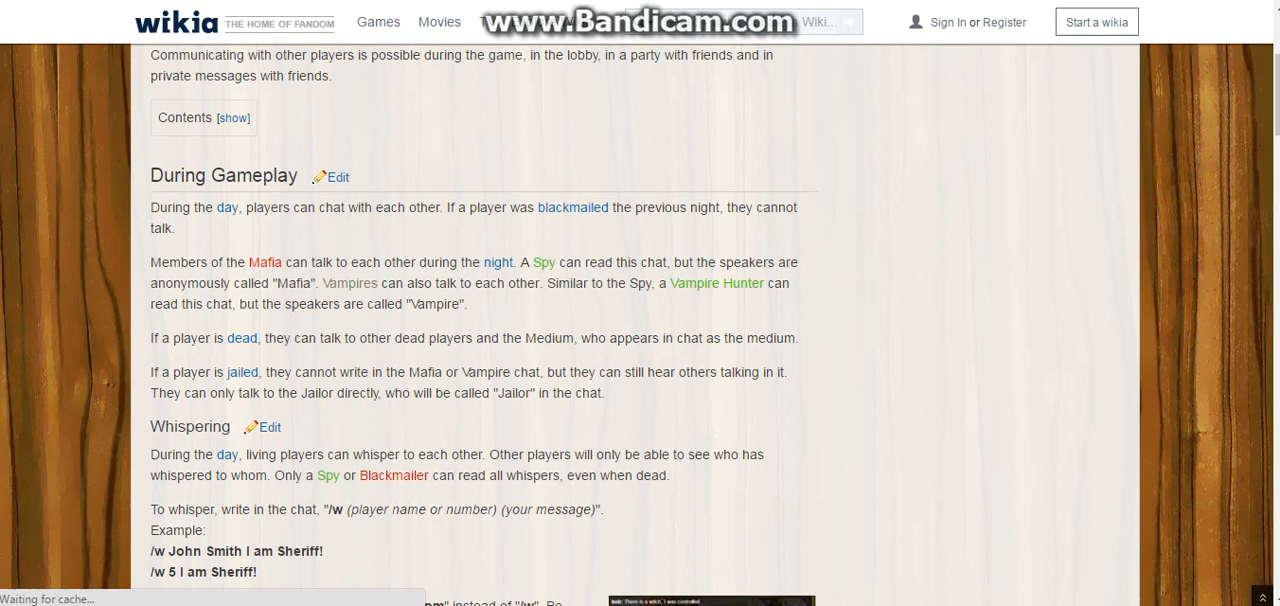 wikia THE HOME OF FANDOM Games Movies T www.Bandicam.com Wiki... Sign In or Register Start a wikia
Communicating with other players is possible during the game, in the lobby, in a party with friends and in
private messages with friends.
Contents [show]
During Gameplay Edit
During the day, players can chat with each other. If a player was blackmailed the previous night, they cannot
talk.
Members of the Mafia can talk to each other during the night. A Spy can read this chat, but the speakers are
anonymously called "Mafia". Vampires can also talk to each other. Similar to the Spy, a Vampire Hunter can
read this chat, but the speakers are called "Vampire".
If a player is dead, they can talk to other dead players and the Medium, who appears in chat as the medium.
If a player is jailed, they cannot write in the Mafia or Vampire chat, but they can still hear others talking in it.
They can only talk to the Jailor directly, who will be called "Jailor" in the chat.
Whispering Edit
During the day, living players can whisper to each other. Other players will only be able to see who has
whispered to whom. Only a Spy or Blackmailer can read all whispers, even when dead.
To whisper, write in the chat, "/w (player name or number) (your message)".
Example:
/w John Smith I am Sheriff!
/w 5 I am Sheriff!
Waiting for cache... pm" instead of "/w". Be bob: There is a witch, I was controlled